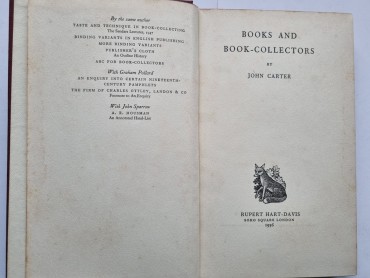 By the same author
TASTE AND TECHNIQUE IN BOOK-COLLECTING
The Sandars Lectures, 1947
BINDING VARIANTS IN ENGLISH PUBLISHING
MORE BINDING VARIANTS
PUBLISHER'S CLOTH
An Outline History
ABC FOR BOOK-COLLECTORS
With Graham Pollard
AN ENQUIRY INTO CERTAIN NINETEENTH-
CENTURY PAMPHLETS
THE FIRM OF CHARLES OTTLEY, LANDON & CO
Footnote to An Enquiry
With John Sparrow
A. E. HOUSMAN
An Annotated Hand-List
BOOKS AND
BOOK-COLLECTORS
BY
JOHN CARTER
RUPERT HART-DAVIS
SOHO SQUARE LONDON
1956